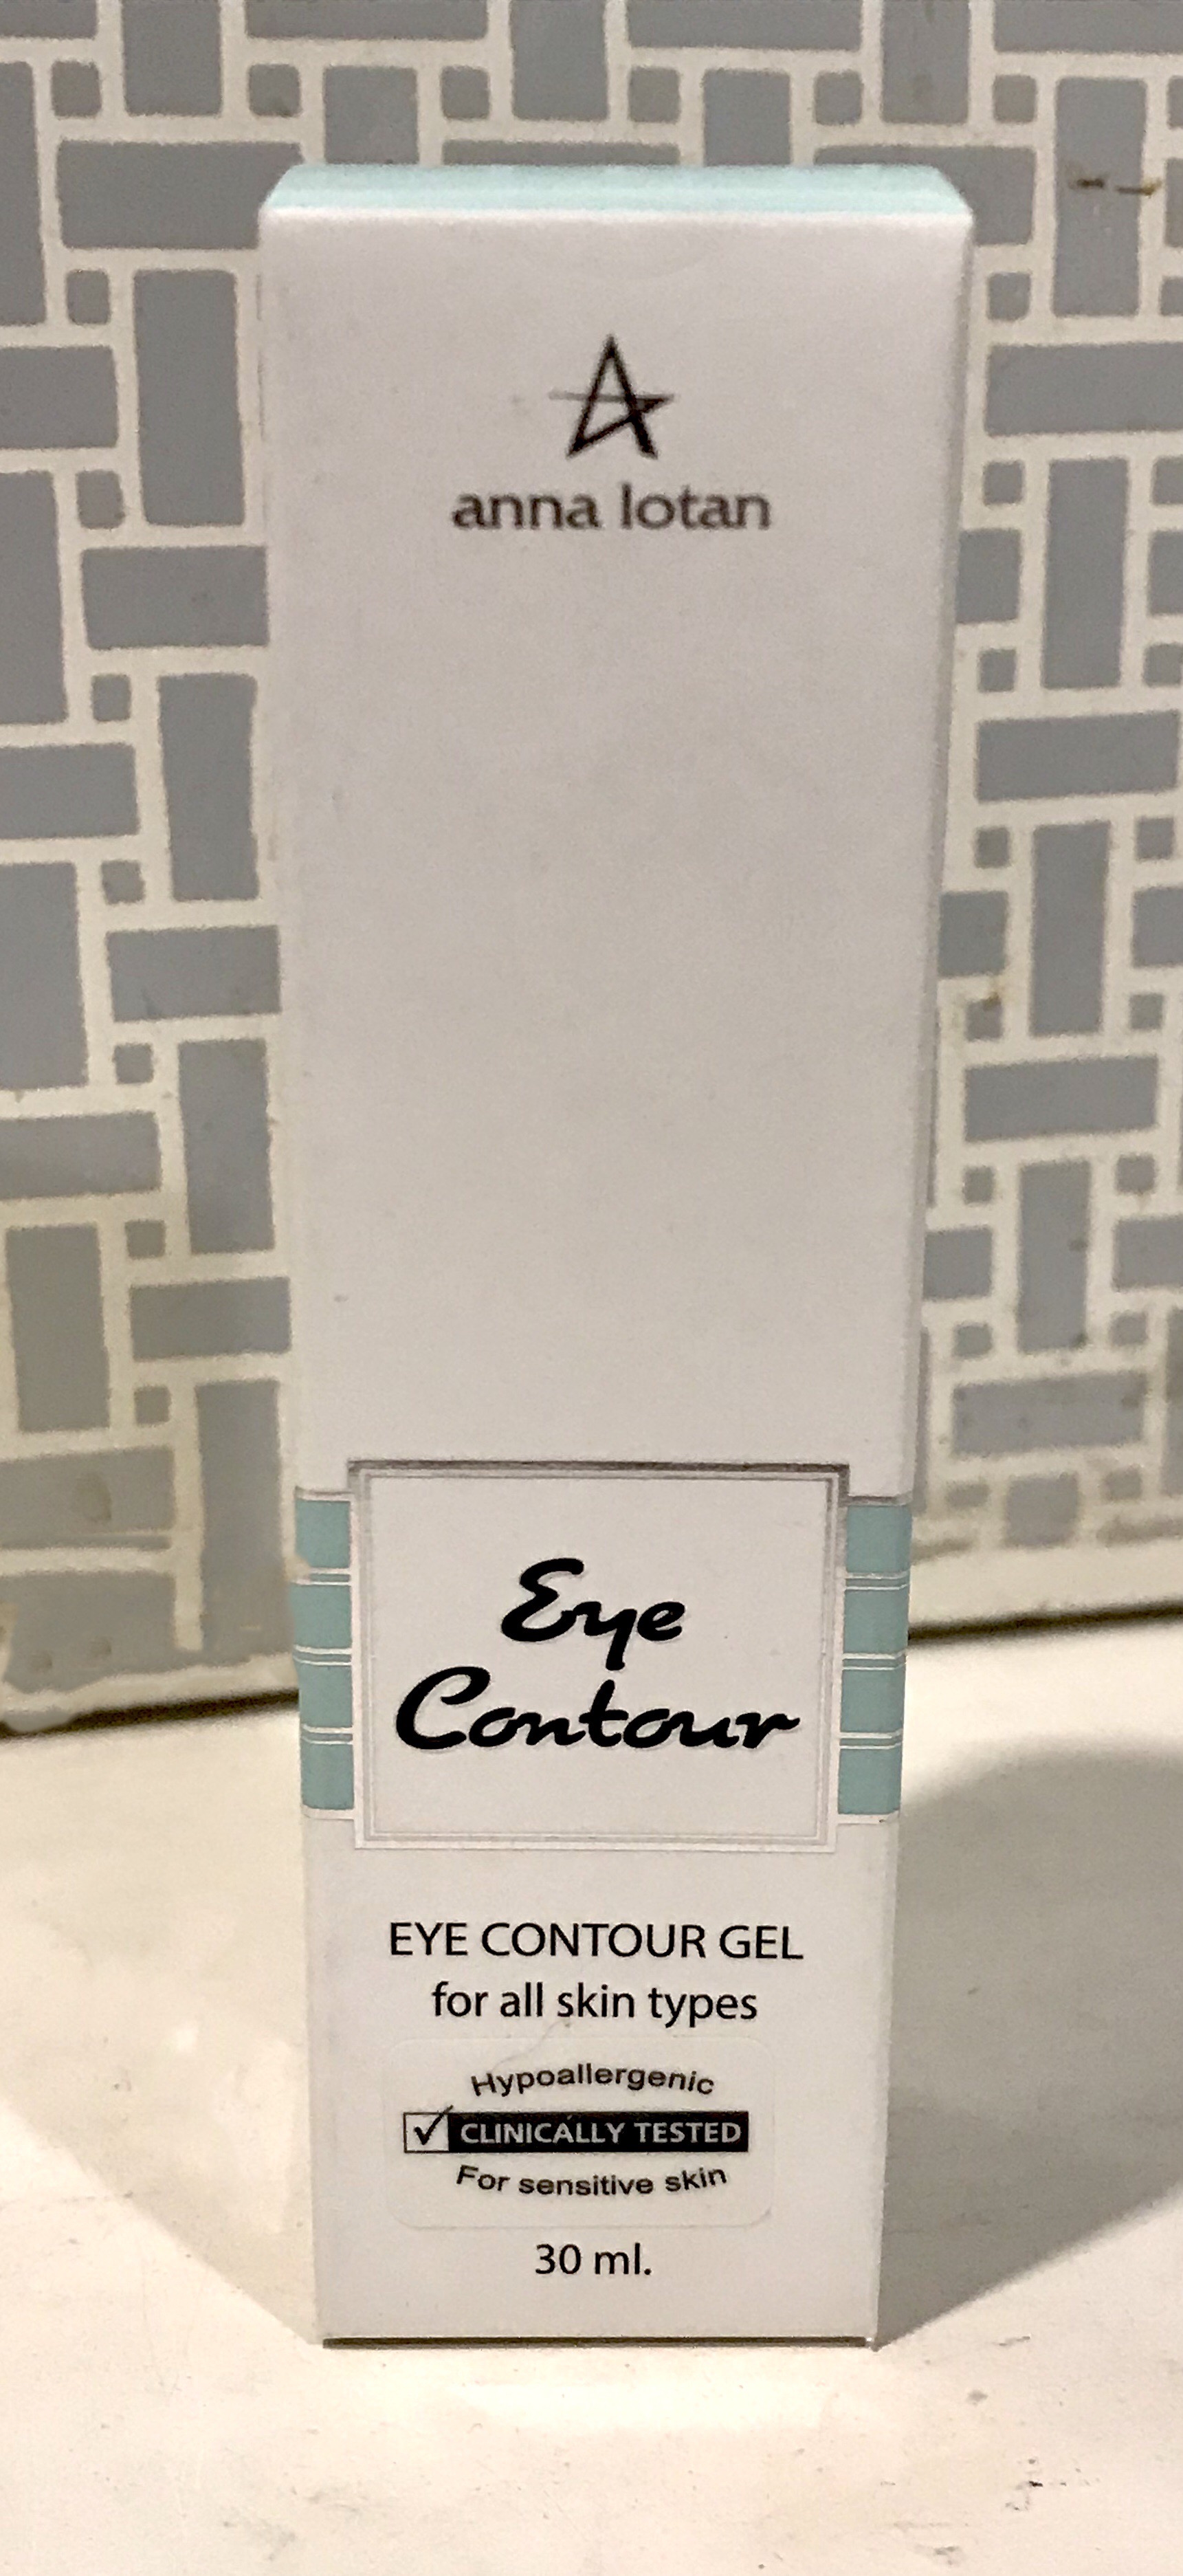 anna lotan
Eye
Contour
EYE CONTOUR GEL
for all skin types
Hypoallergenic
CLINICALLY TESTED
For sensitive skin
30 ml.